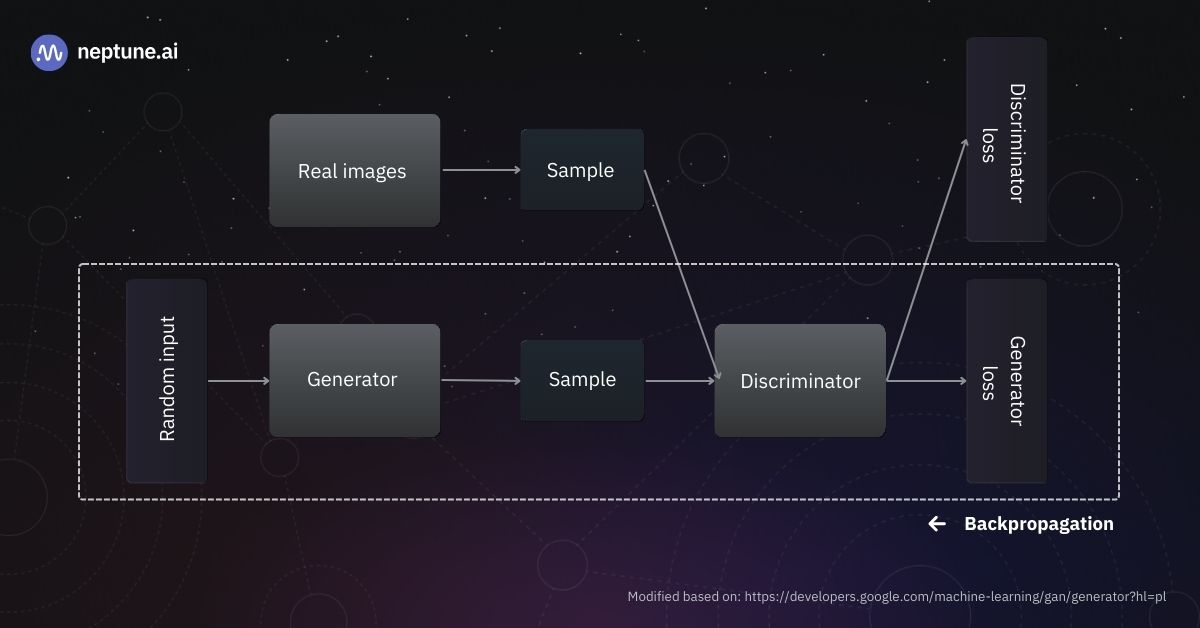 neptune.ai
Real images
Sample
Discriminator
loss
Random input
Generator
Sample
Discriminator
Generator
loss
Backpropagation
Modified based on: https://developers.google.com/machine-learning/gan/generator?hl=pl